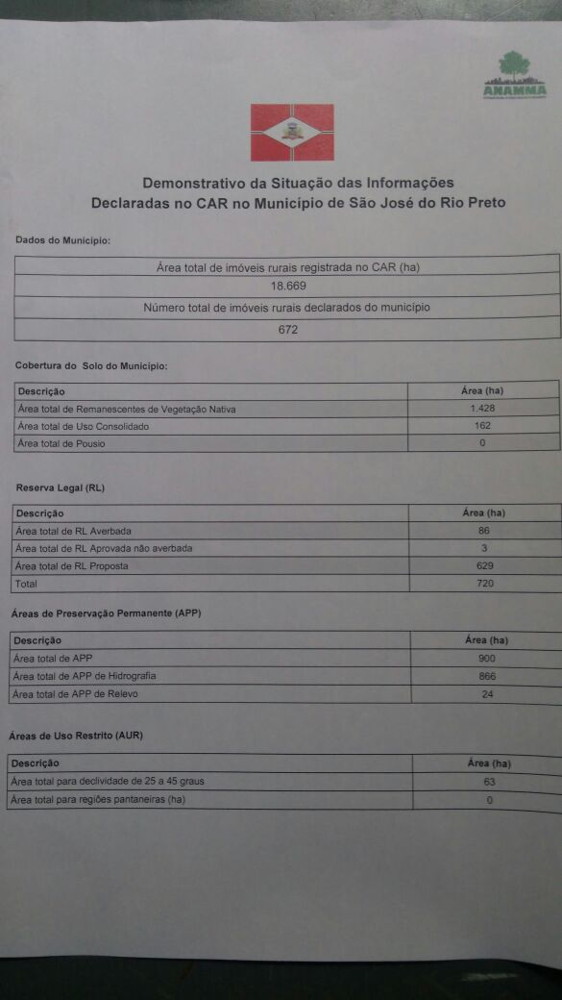 ANAMMA
Demonstrativo da Situação das Informações
Declaradas no CAR no Município de São José do Rio Preto
Dados do Município:
Área total de imóveis rurais registrada no CAR (ha)
18.669
Número total de imóveis rurais declarados do município
672
Cobertura do Solo do Município:
Descrição Área (ha)
Área total de Remanescentes de Vegetação Nativa 1.428
Área total de Uso Consolidado 162
Área total de Pousio 0
Reserva Legal (RL)
Descrição Área (ha)
Área total de RL Averbada 86
Área total de RL Aprovada não averbada 3
Área total de RL Proposta 629
Total 720
Áreas de Preservação Permanente (APP)
Descrição Área (ha)
Área total de APP 900
Área total de APP de Hidrografia 866
Área total de APP de Relevo 24
Áreas de Uso Restrito (AUR)
Descrição Área (ha)
Área total para declividade de 25 a 45 graus 63
Área total para regiões pantaneiras (ha) 0